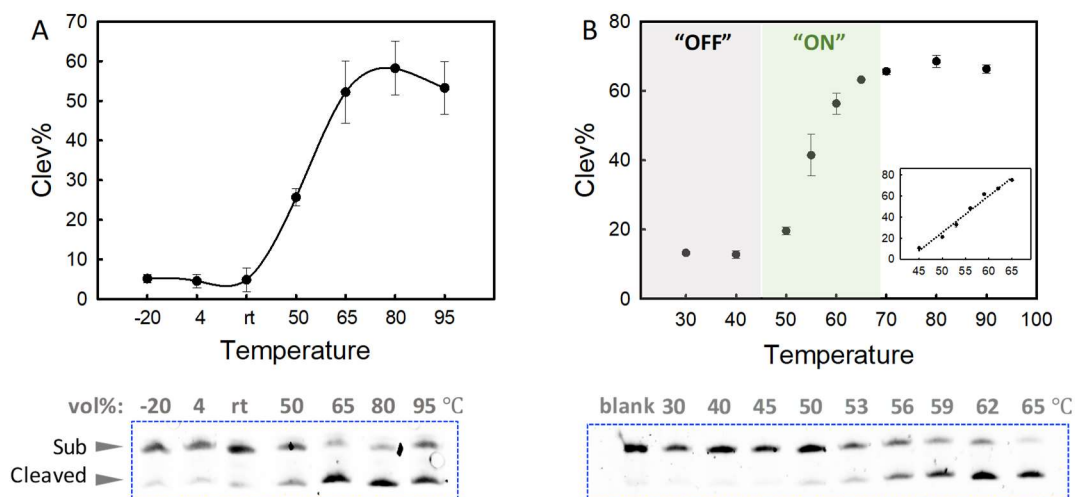 A
70
60
50
40
30
20
10
0
Clev%
-20 4 rt 50 65 80 95
Temperature
B
"OFF" "ON"
80
60
40
20
0
Clev%
80
60
40
20
0
45 50 55 60 65
30 40 50 60 70 80 90 100
Temperature
vol%: -20 4 rt 50 65 80 95 ℃
Sub
Cleaved
blank 30 40 45 50 53 56 59 62 65 ℃